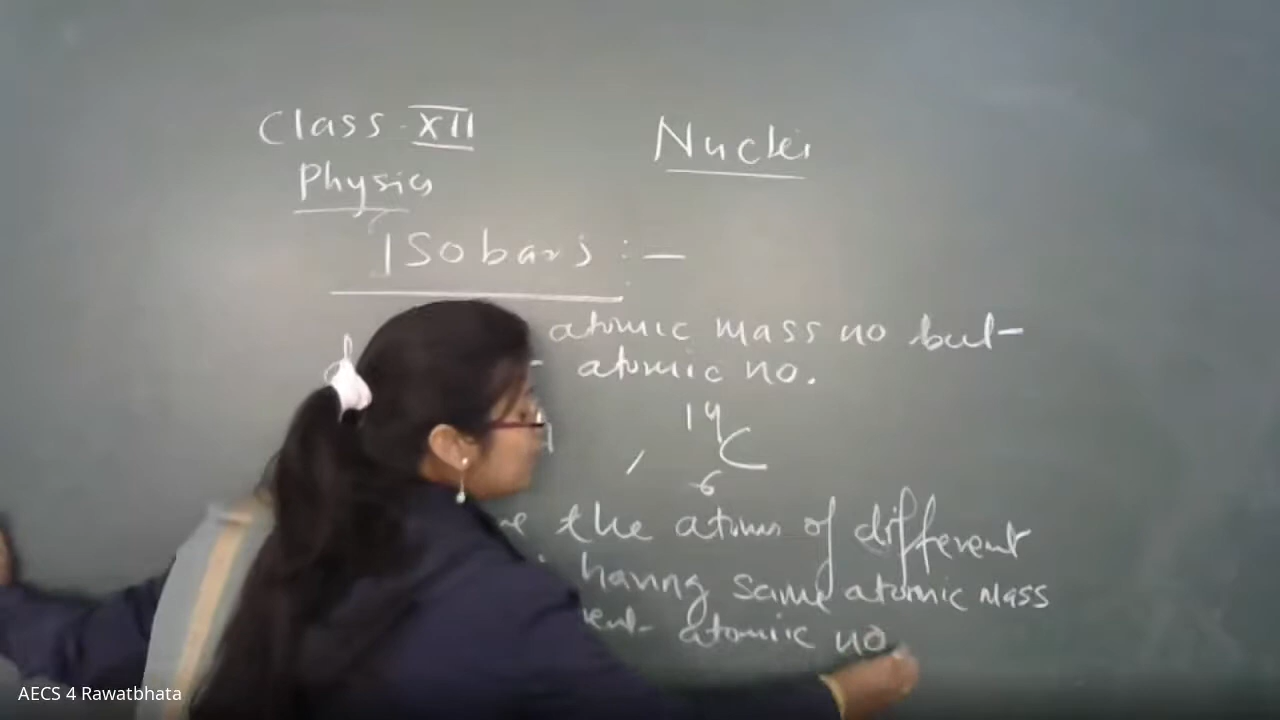 Class XII
Nuclei
Physics
Isobars :-
atomic mass no but
atomic no.
, 14 C 6
the atoms of different
having same atomic mass
atomic no.
AECS 4 Rawatbhata